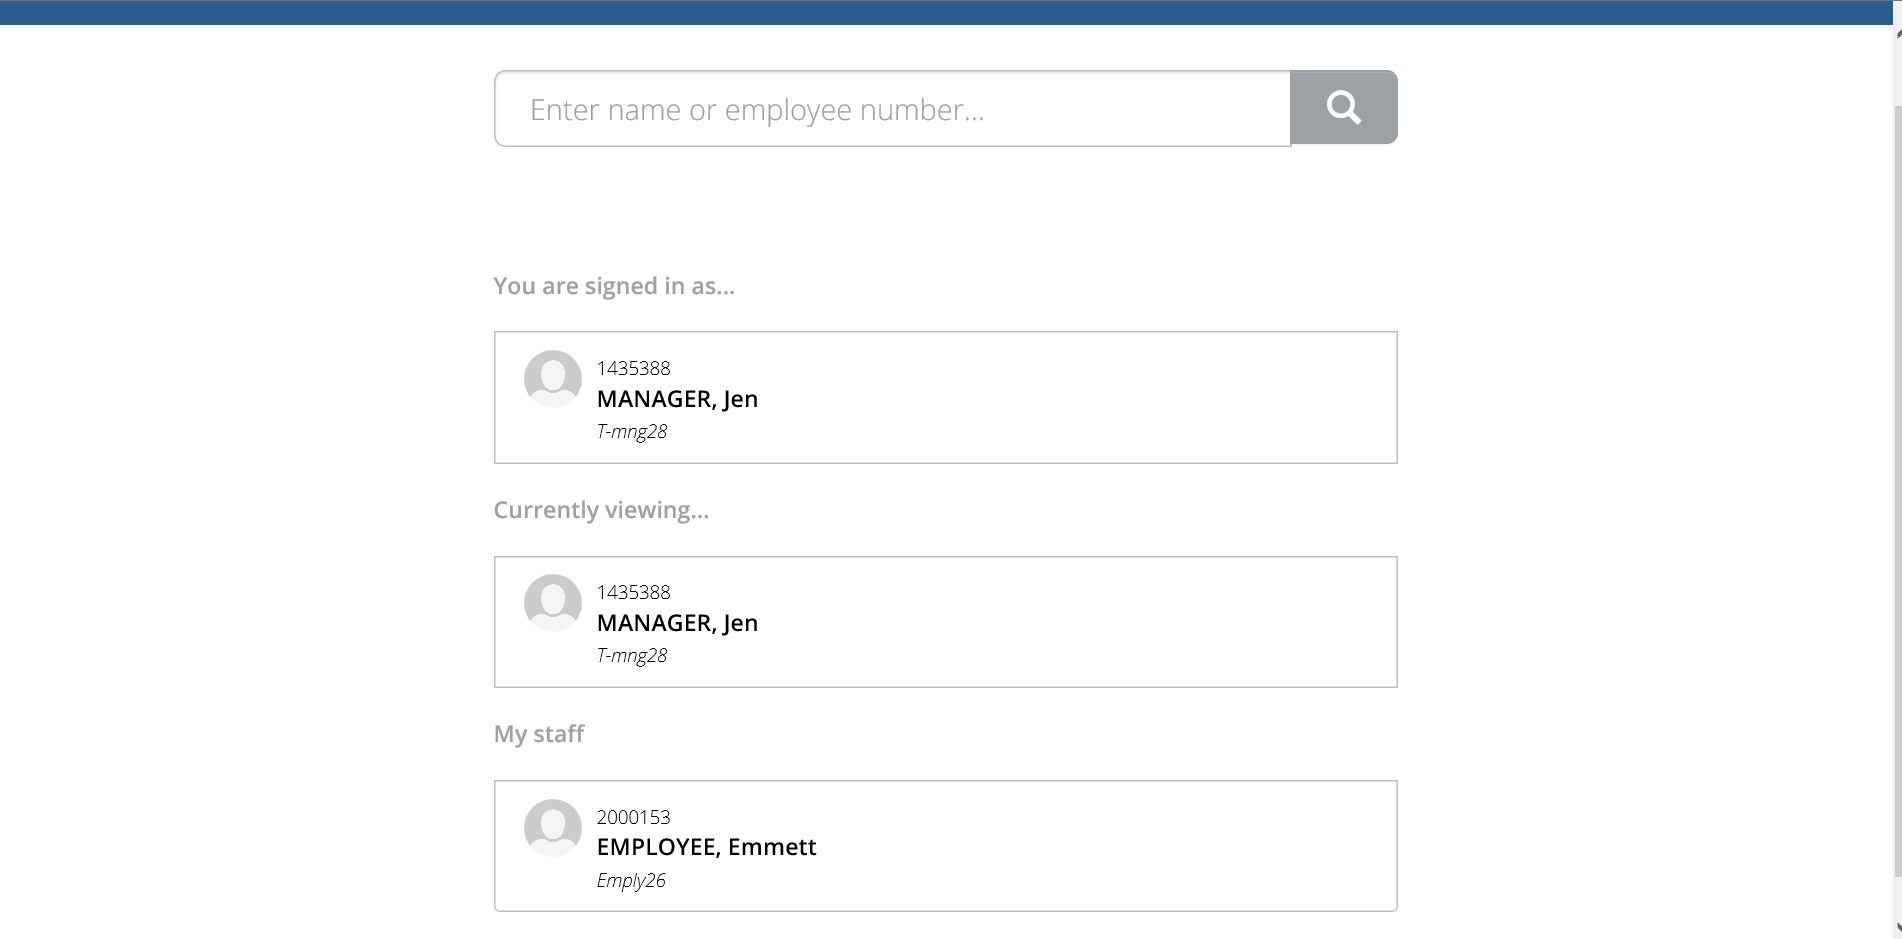 Enter name or employee number...
You are signed in as...
1435388
MANAGER, Jen
T-mng28
Currently viewing...
1435388
MANAGER, Jen
T-mng28
My staff
2000153
EMPLOYEE, Emmett
Emply26